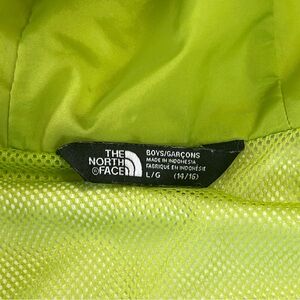 THE
NORTH
®FACE
BOYS/GARÇONS
MADE IN INDONESIA
FABRIQUÉ EN INDONÉSIE
L/G (14/16)